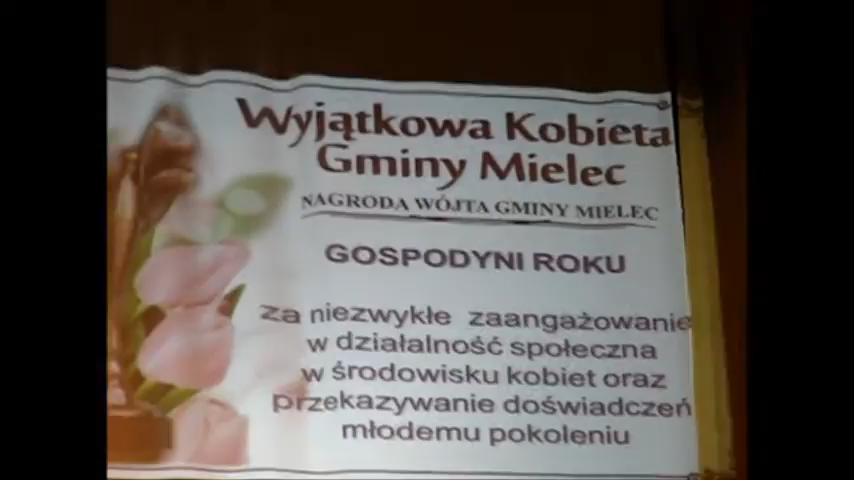 Wyjątkowa Kobieta
Gminy Mielec
NAGRODA WÓJTA GMINY MIELEC
GOSPODYNI ROKU
za niezwykłe zaangażowanie
w działalność społeczna
w środowisku kobiet oraz
przekazywanie doświadczeń
młodemu pokoleniu